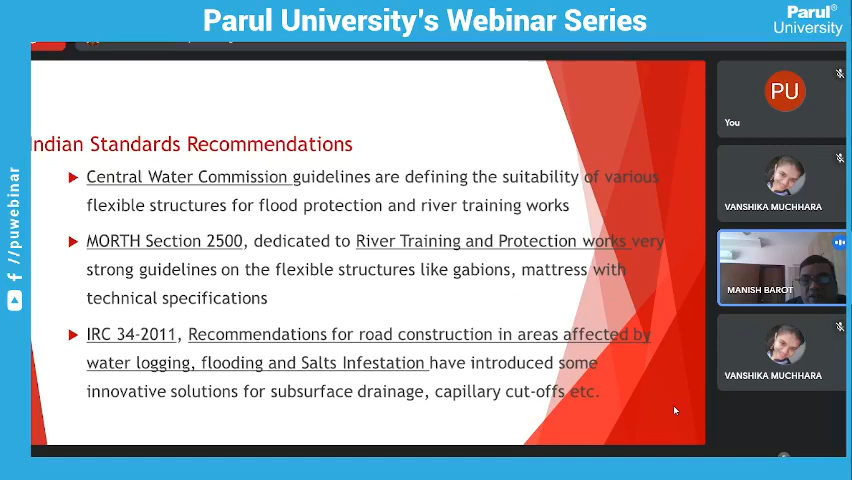 Parul University's Webinar Series
Parul®
University
Indian Standards Recommendations
Central Water Commission guidelines are defining the suitability of various
flexible structures for flood protection and river training works
MORTH Section 2500, dedicated to River Training and Protection works very
strong guidelines on the flexible structures like gabions, mattress with
technical specifications
IRC 34-2011, Recommendations for road construction in areas affected by
water logging, flooding and Salts Infestation have introduced some
innovative solutions for subsurface drainage, capillary cut-offs etc.
PU
You
VANSHIKA MUCHHARA
MANISH BAROT
VANSHIKA MUCHHARA
/puwebinar